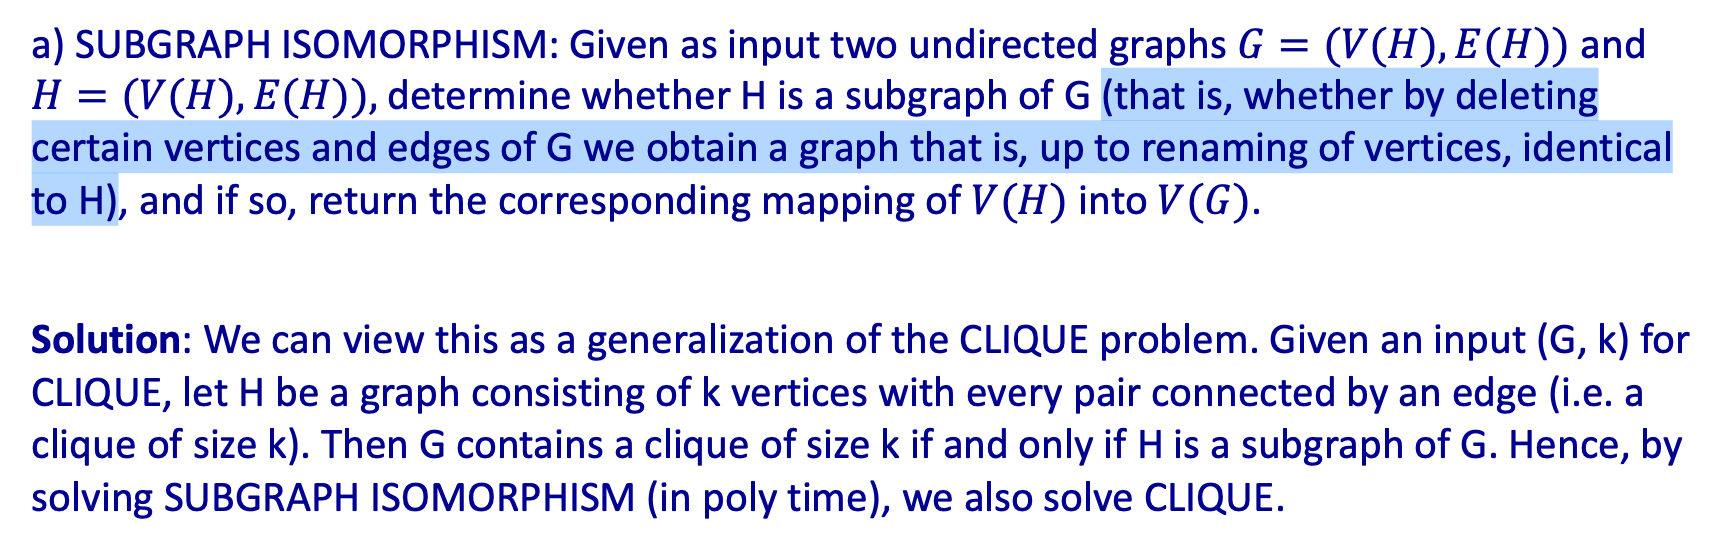 a) SUBGRAPH ISOMORPHISM: Given as input two undirected graphs G = (V(H), E(H)) and
H = (V(H), E(H)), determine whether H is a subgraph of G (that is, whether by deleting
certain vertices and edges of G we obtain a graph that is, up to renaming of vertices, identical
to H), and if so, return the corresponding mapping of V(H) into V(G).
Solution: We can view this as a generalization of the CLIQUE problem. Given an input (G, k) for
CLIQUE, let H be a graph consisting of k vertices with every pair connected by an edge (i.e. a
clique of size k). Then G contains a clique of size k if and only if H is a subgraph of G. Hence, by
solving SUBGRAPH ISOMORPHISM (in poly time), we also solve CLIQUE.